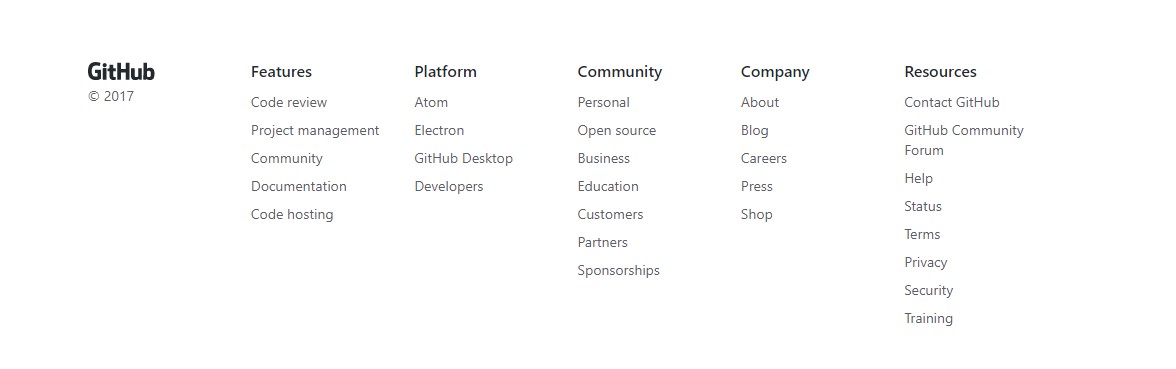 GitHub
© 2017
Features
Code review
Project management
Community
Documentation
Code hosting
Platform
Atom
Electron
GitHub Desktop
Developers
Community
Personal
Open source
Business
Education
Customers
Partners
Sponsorships
Company
About
Blog
Careers
Press
Shop
Resources
Contact GitHub
GitHub Community
Forum
Help
Status
Terms
Privacy
Security
Training